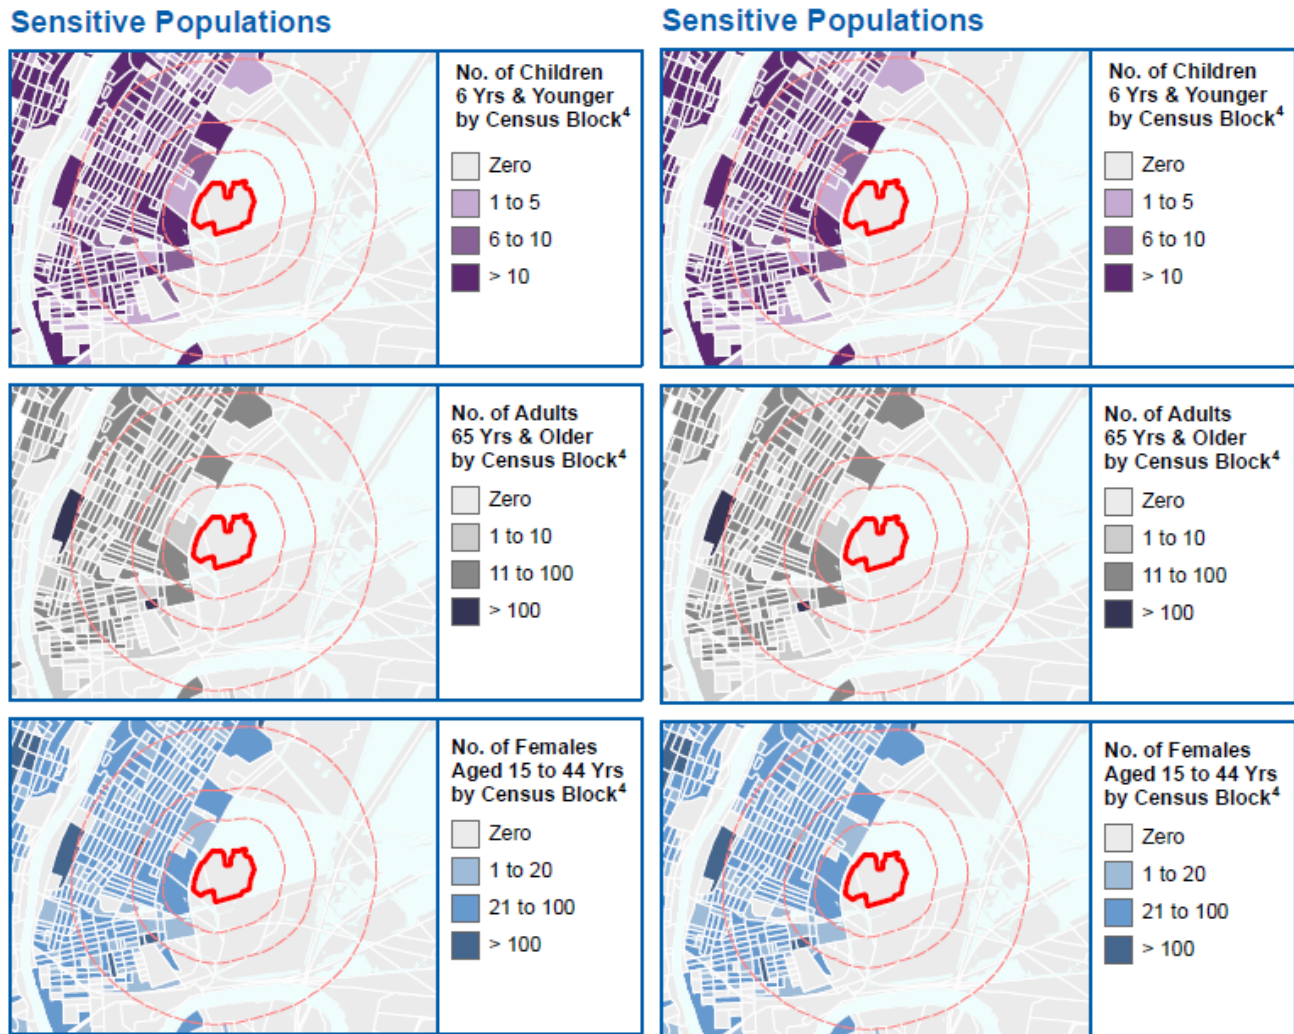 Sensitive Populations
No. of Children
6 Yrs & Younger
by Census Block4
Zero
1 to 5
6 to 10
> 10
No. of Adults
65 Yrs & Older
by Census Block4
Zero
1 to 10
11 to 100
> 100
No. of Females
Aged 15 to 44 Yrs
by Census Block4
Zero
1 to 20
21 to 100
> 100
Sensitive Populations
No. of Children
6 Yrs & Younger
by Census Block4
Zero
1 to 5
6 to 10
> 10
No. of Adults
65 Yrs & Older
by Census Block4
Zero
1 to 10
11 to 100
> 100
No. of Females
Aged 15 to 44 Yrs
by Census Block4
Zero
1 to 20
21 to 100
> 100